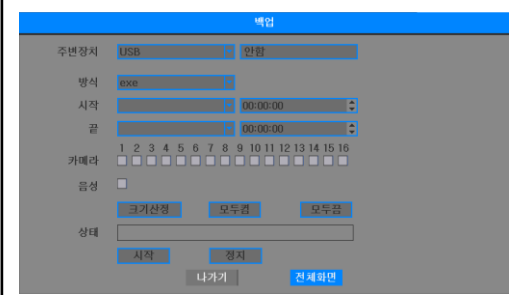 백업
주변장치 USB 안함
방식 exe
시작 00:00:00
끝 00:00:00
1 2 3 4 5 6 7 8 9 10 11 12 13 14 15 16
카메라
음성
크기산정 모두켬 모두끔
상태
시작 정지
나가기 전체화면